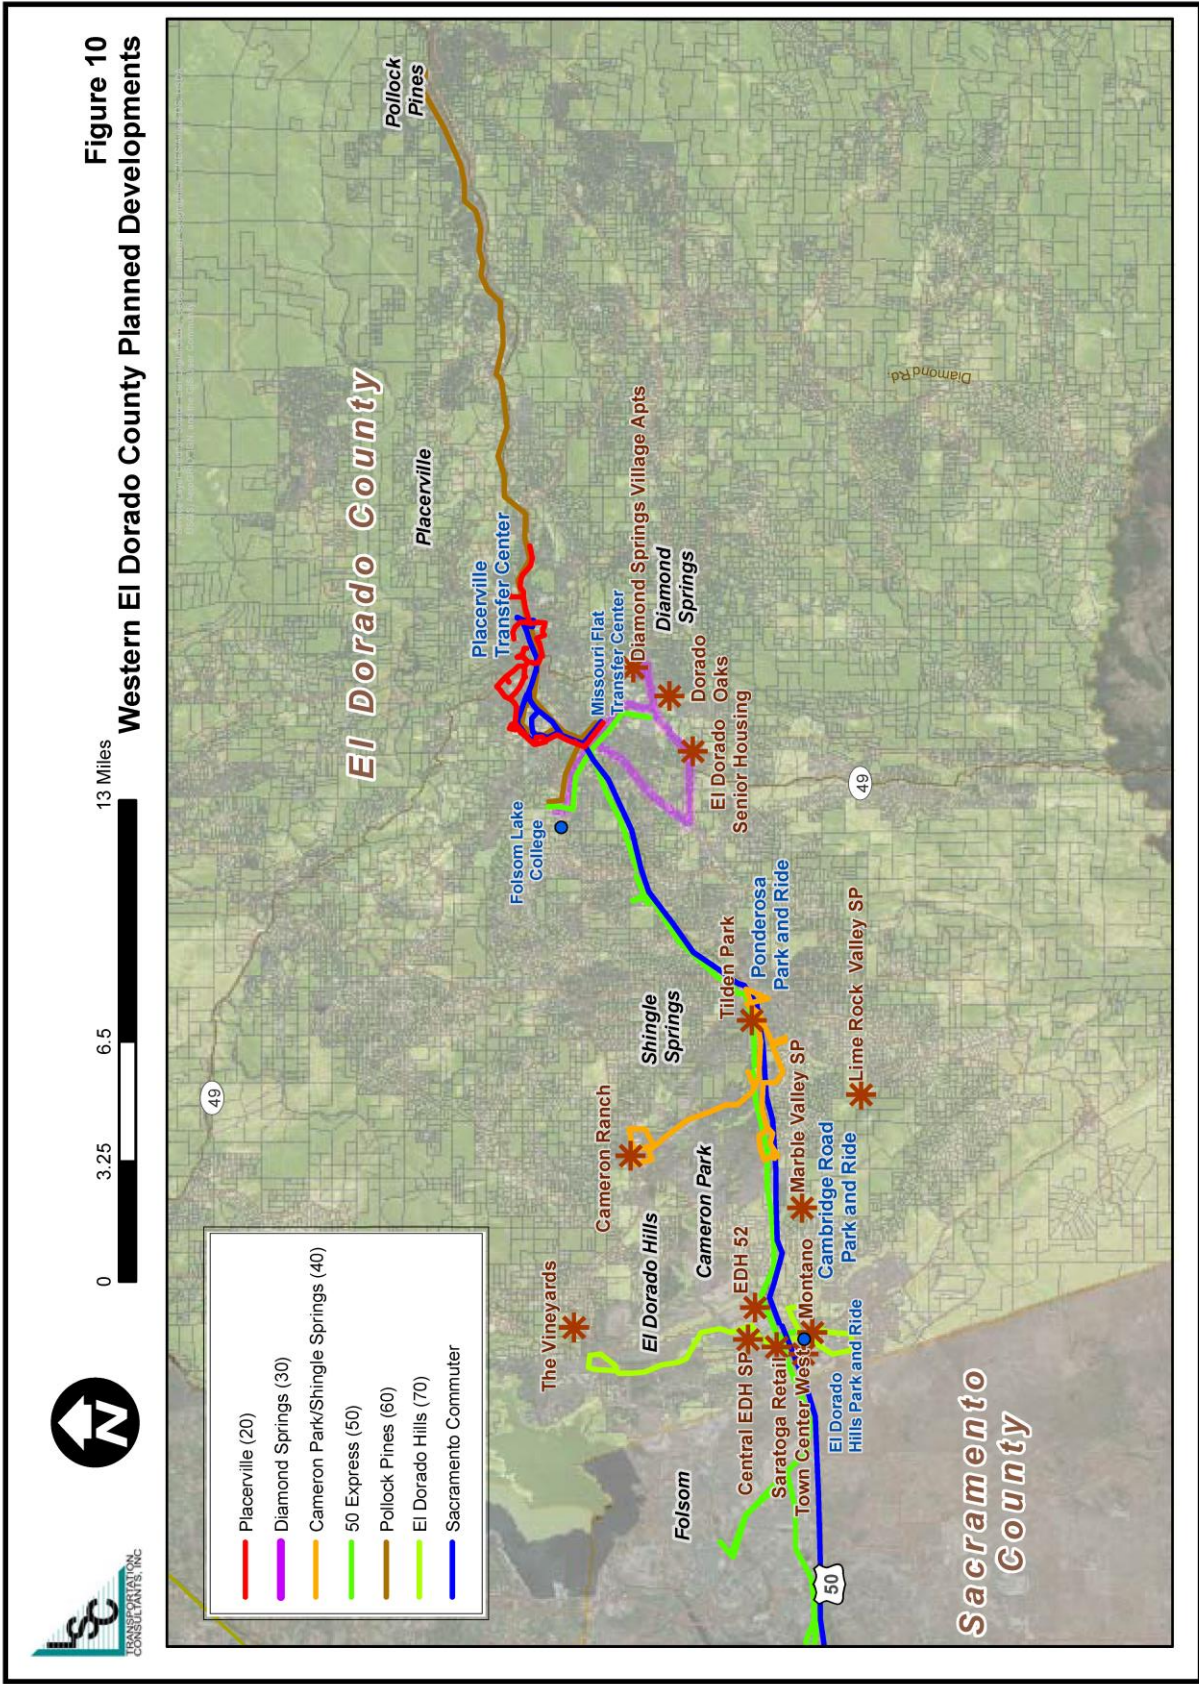 Figure 10
Western El Dorado County Planned Developments
0
3.25
6.5
13 Miles
N
LSC
TRANSPORTATION
CONSULTANTS, INC
Placerville (20)
Diamond Springs (30)
Cameron Park/Shingle Springs (40)
50 Express (50)
Pollock Pines (60)
El Dorado Hills (70)
Sacramento Commuter
49
El Dorado County
Pollock
Pines
Placerville
Placerville
Transfer Center
Folsom Lake
College
Missouri Flat
Transfer Center
Diamond Springs Village Apts
Diamond
Springs
Dorado
Oaks
El Dorado
Senior Housing
The Vineyards
Cameron Ranch
El Dorado Hills
Shingle
Springs
Cameron Park
Tilden Park
Ponderosa
Park and Ride
Folsom
Central EDH SP
EDH 52
Saratoga Retail
Town Center West
Montano
Marble Valley SP
Cambridge Road
Park and Ride
El Dorado
Hills Park and Ride
Lime Rock Valley SP
49
50
Diamond Rd
Sacramento
County